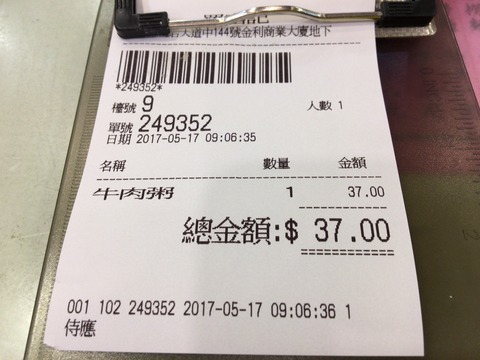 大道中144號金利商業大廈地下
*249352*
檯號 9 人數 1
單號 249352
日期 2017-05-17 09:06:35
名稱 數量 金額
牛肉粥 1 37.00
總金額:$ 37.00
001 102 249352 2017-05-17 09:06:36 1
侍應